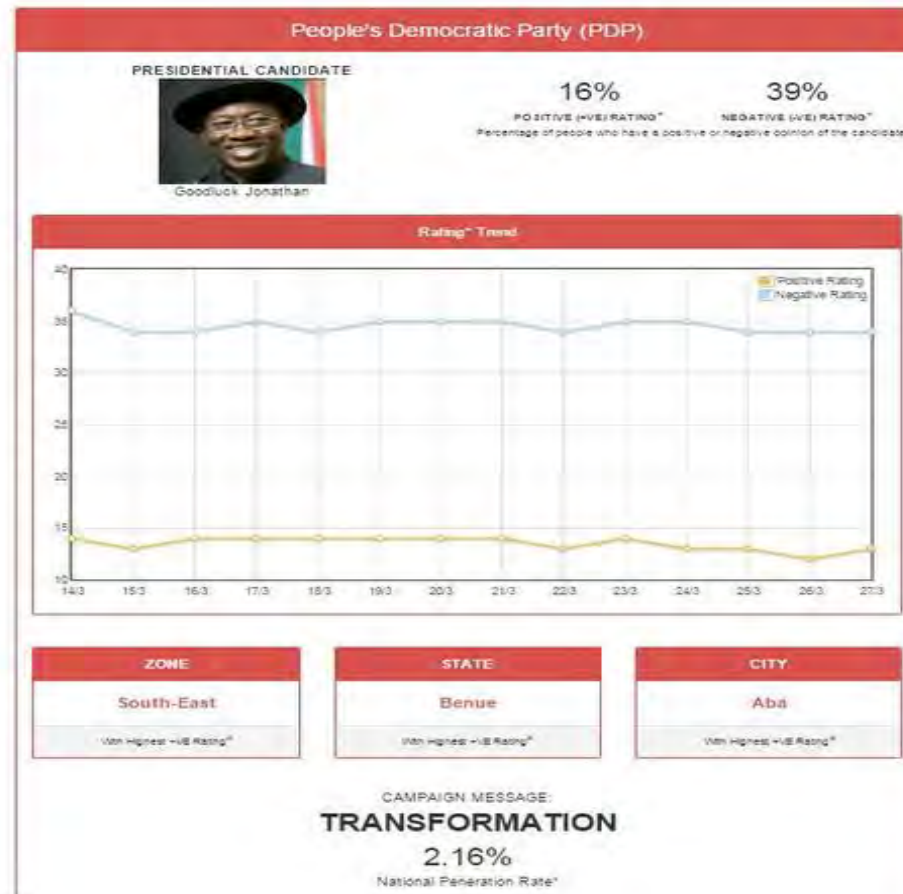 People's Democratic Party (PDP)
PRESIDENTIAL CANDIDATE
Goodluck Jonathan
16%
POSITIVE (+VE) RATING*
39%
NEGATIVE (-VE) RATING*
Percentage of people who have a positive or negative opinion of the candidate
Rating* Trend
Positive Rating
Negative Rating
40
35
30
25
20
15
10
14/3 15/3 16/3 17/3 18/3 19/3 20/3 21/3 22/3 23/3 24/3 25/3 26/3 27/3
ZONE
South-East
With Highest +VE Rating*
STATE
Benue
With Highest +VE Rating*
CITY
Aba
With Highest +VE Rating*
CAMPAIGN MESSAGE:
TRANSFORMATION
2.16%
National Peneration Rate*